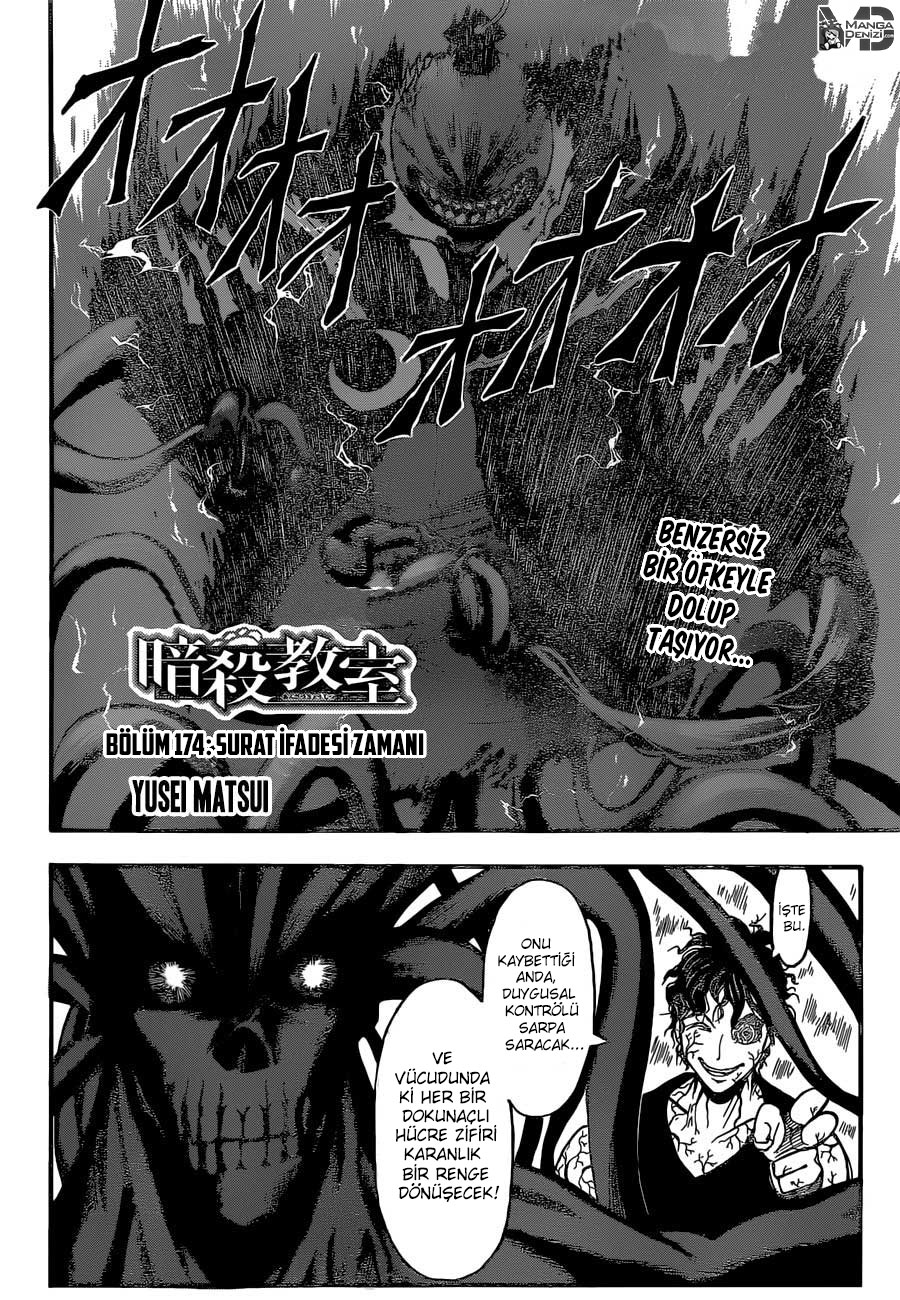 MANGA
DENİZİ.com
オオオオオオオオ
BENZERSİZ
BİR ÖFKEYLE
DOLUP
TAŞIYOR...
暗殺教室
BÖLÜM 174: SURAT İFADESİ ZAMANI
YUSEI MATSUI
İŞTE
BU.
ONU
KAYBETTİĞİ
ANDA,
DUYGUSAL
KONTROLÜ
SARPA
SARACAK...
VE
VÜCUDUNDA
Kİ HER BİR
DOKUNAÇLI
HÜCRE ZİFİRİ
KARANLIK
BİR RENGE
DÖNÜŞECEK!